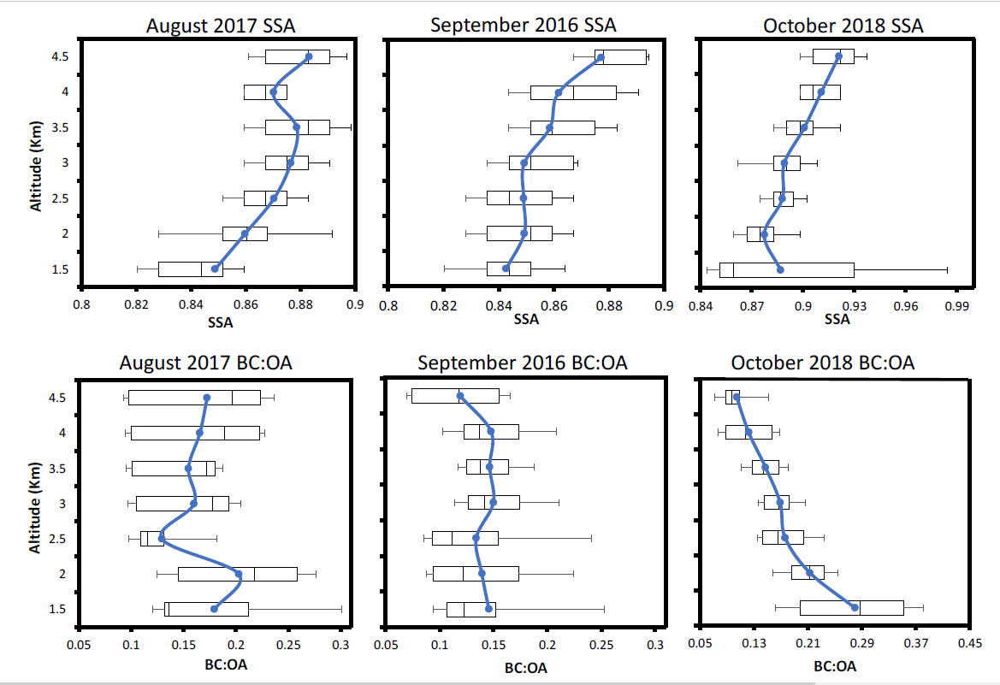 August 2017 SSA
September 2016 SSA
October 2018 SSA
Altitude (Km)
4.5
4
3.5
3
2.5
2
1.5
0.8 0.82 0.84 0.86 0.88 0.9
0.8 0.82 0.84 0.86 0.88 0.9
0.84 0.87 0.9 0.93 0.96 0.99
SSA
SSA
SSA
August 2017 BC:OA
September 2016 BC:OA
October 2018 BC:OA
Altitude (Km)
4.5
4
3.5
3
2.5
2
1.5
0.05 0.1 0.15 0.2 0.25 0.3
0.05 0.1 0.15 0.2 0.25 0.3
0.05 0.13 0.21 0.29 0.37 0.45
BC:OA
BC:OA
BC:OA